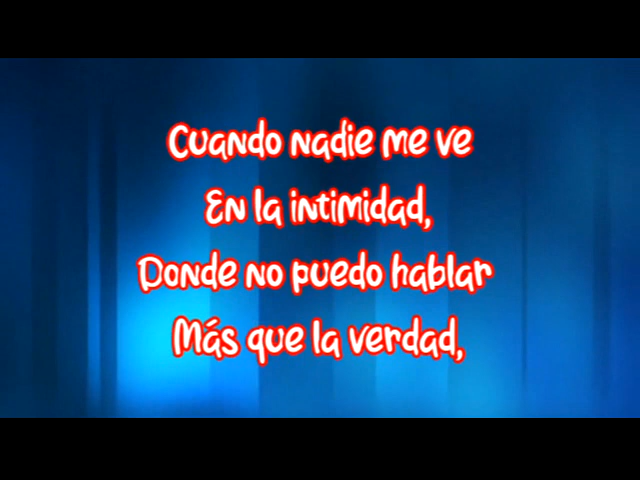 Cuando nadie me ve
En la intimidad,
Donde no puedo hablar
Más que la verdad,